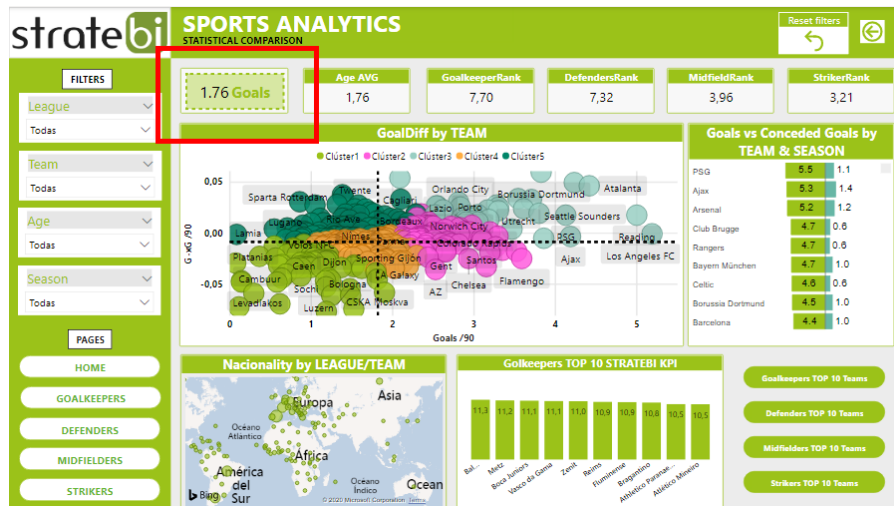 stratebi
SPORTS ANALYTICS
STATISTICAL COMPARISON
Reset filters
FILTERS
League
Todas
Team
Todas
Age
Todas
Season
Todas
PAGES
HOME
GOALKEEPERS
DEFENDERS
MIDFIELDERS
STRIKERS
1.76 Goals
Age AVG
1,76
GoalkeeperRank
7,70
DefendersRank
7,32
MidfieldRank
3,96
StrikerRank
3,21
GoalDiff by TEAM
Clúster1 Clúster2 Clúster3 Clúster4 Clúster5
G -xG /90
0,05
0,00
-0,05
Twente
Orlando City
Borussia Dortmund
Atalanta
Sparta Rotterdam
Cagliari
Lazio
Porto
Lugano
Rio Ave
Bordeaux
Norwich City
Utrecht
Seattle Sounders
Lamia
Nimes
PSG
Reading
Colorado Rapids
Platanias
Caen
Dijon
Sporting Gijón
Gent
Santos
Ajax
Los Angeles FC
Cambuur
Sochi
Bologna
LA Galaxy
Chelsea
Flamengo
Levadiakos
Luzern
CSKA Moskva
AZ
0 1 2 3 4 5
Goals /90
Goals vs Conceded Goals by
TEAM & SEASON
PSG 5.5 1.1
Ajax 5.3 1.4
Arsenal 5.2 1.2
Club Brugge 4.7 0.6
Rangers 4.7 0.6
Bayern München 4.7 1.0
Celtic 4.6 0.6
Borussia Dortmund 4.5 1.0
Barcelona 4.4 1.0
Nacionality by LEAGUE/TEAM
Europa
Asia
Océano
Atlántico
África
América
del
Sur
Océano
Índico
Ocean
Bing
© 2020 Microsoft Corporation Terms
Golkeepers TOP 10 STRATEBI KPI
11,3 11,2 11,1 11,1 11,0 10,9 10,9 10,8 10,5 10,5
Bal...
Metz
Boca Juniors
Vasco da Gama
Zenit
Reims
Fluminense
Bragantino
Athletico Paranae...
Atlético Mineiro
Goalkeepers TOP 10 Teams
Defenders TOP 10 Teams
Midfielders TOP 10 Teams
Strikers TOP 10 Teams